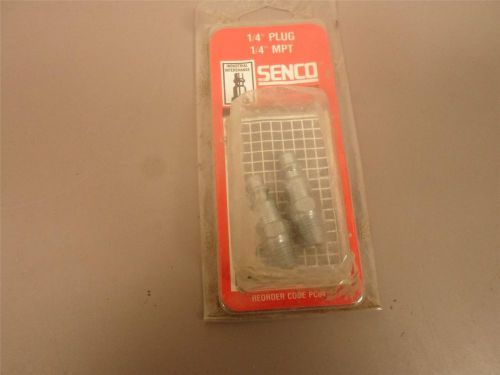 1/4" PLUG
1/4" MPT
INDUSTRIAL
INTERCHANGE
SENCO
REORDER CODE